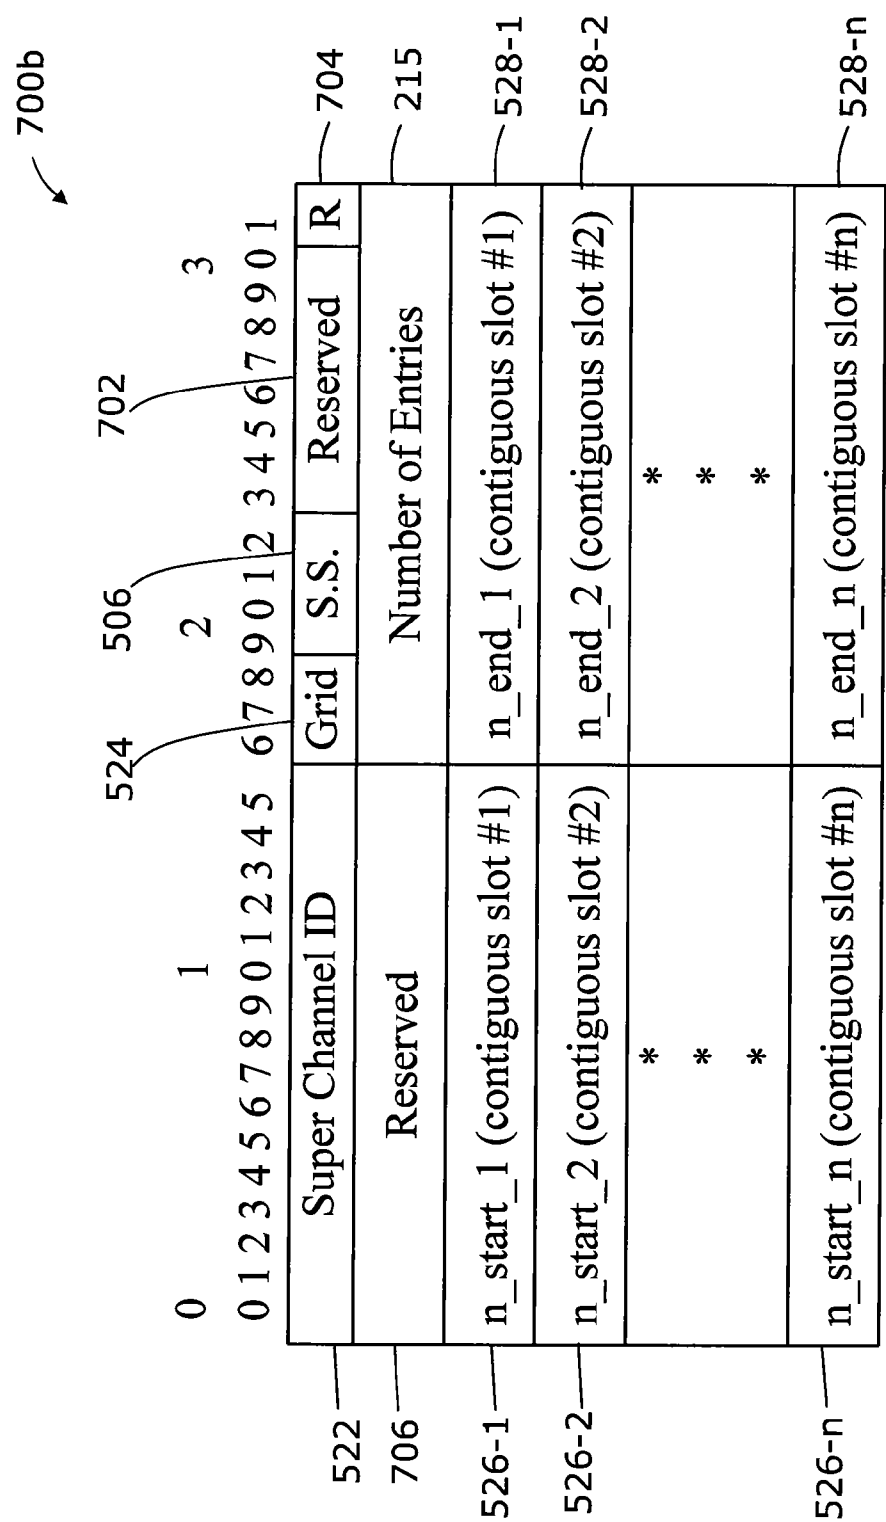 700b
0 1 2 3
0 1 2 3 4 5 6 7 8 9 0 1 2 3 4 5 6 7 8 9 0 1 2 3 4 5 6 7 8 9 0 1
524 506 702
522 Super Channel ID Grid S.S. Reserved R 704
706 Reserved Number of Entries 215
526-1 n_start_1 (contiguous slot #1) n_end_1 (contiguous slot #1) 528-1
526-2 n_start_2 (contiguous slot #2) n_end_2 (contiguous slot #2) 528-2
* *
* *
* *
526-n n_start_n (contiguous slot #n) n_end_n (contiguous slot #n) 528-n